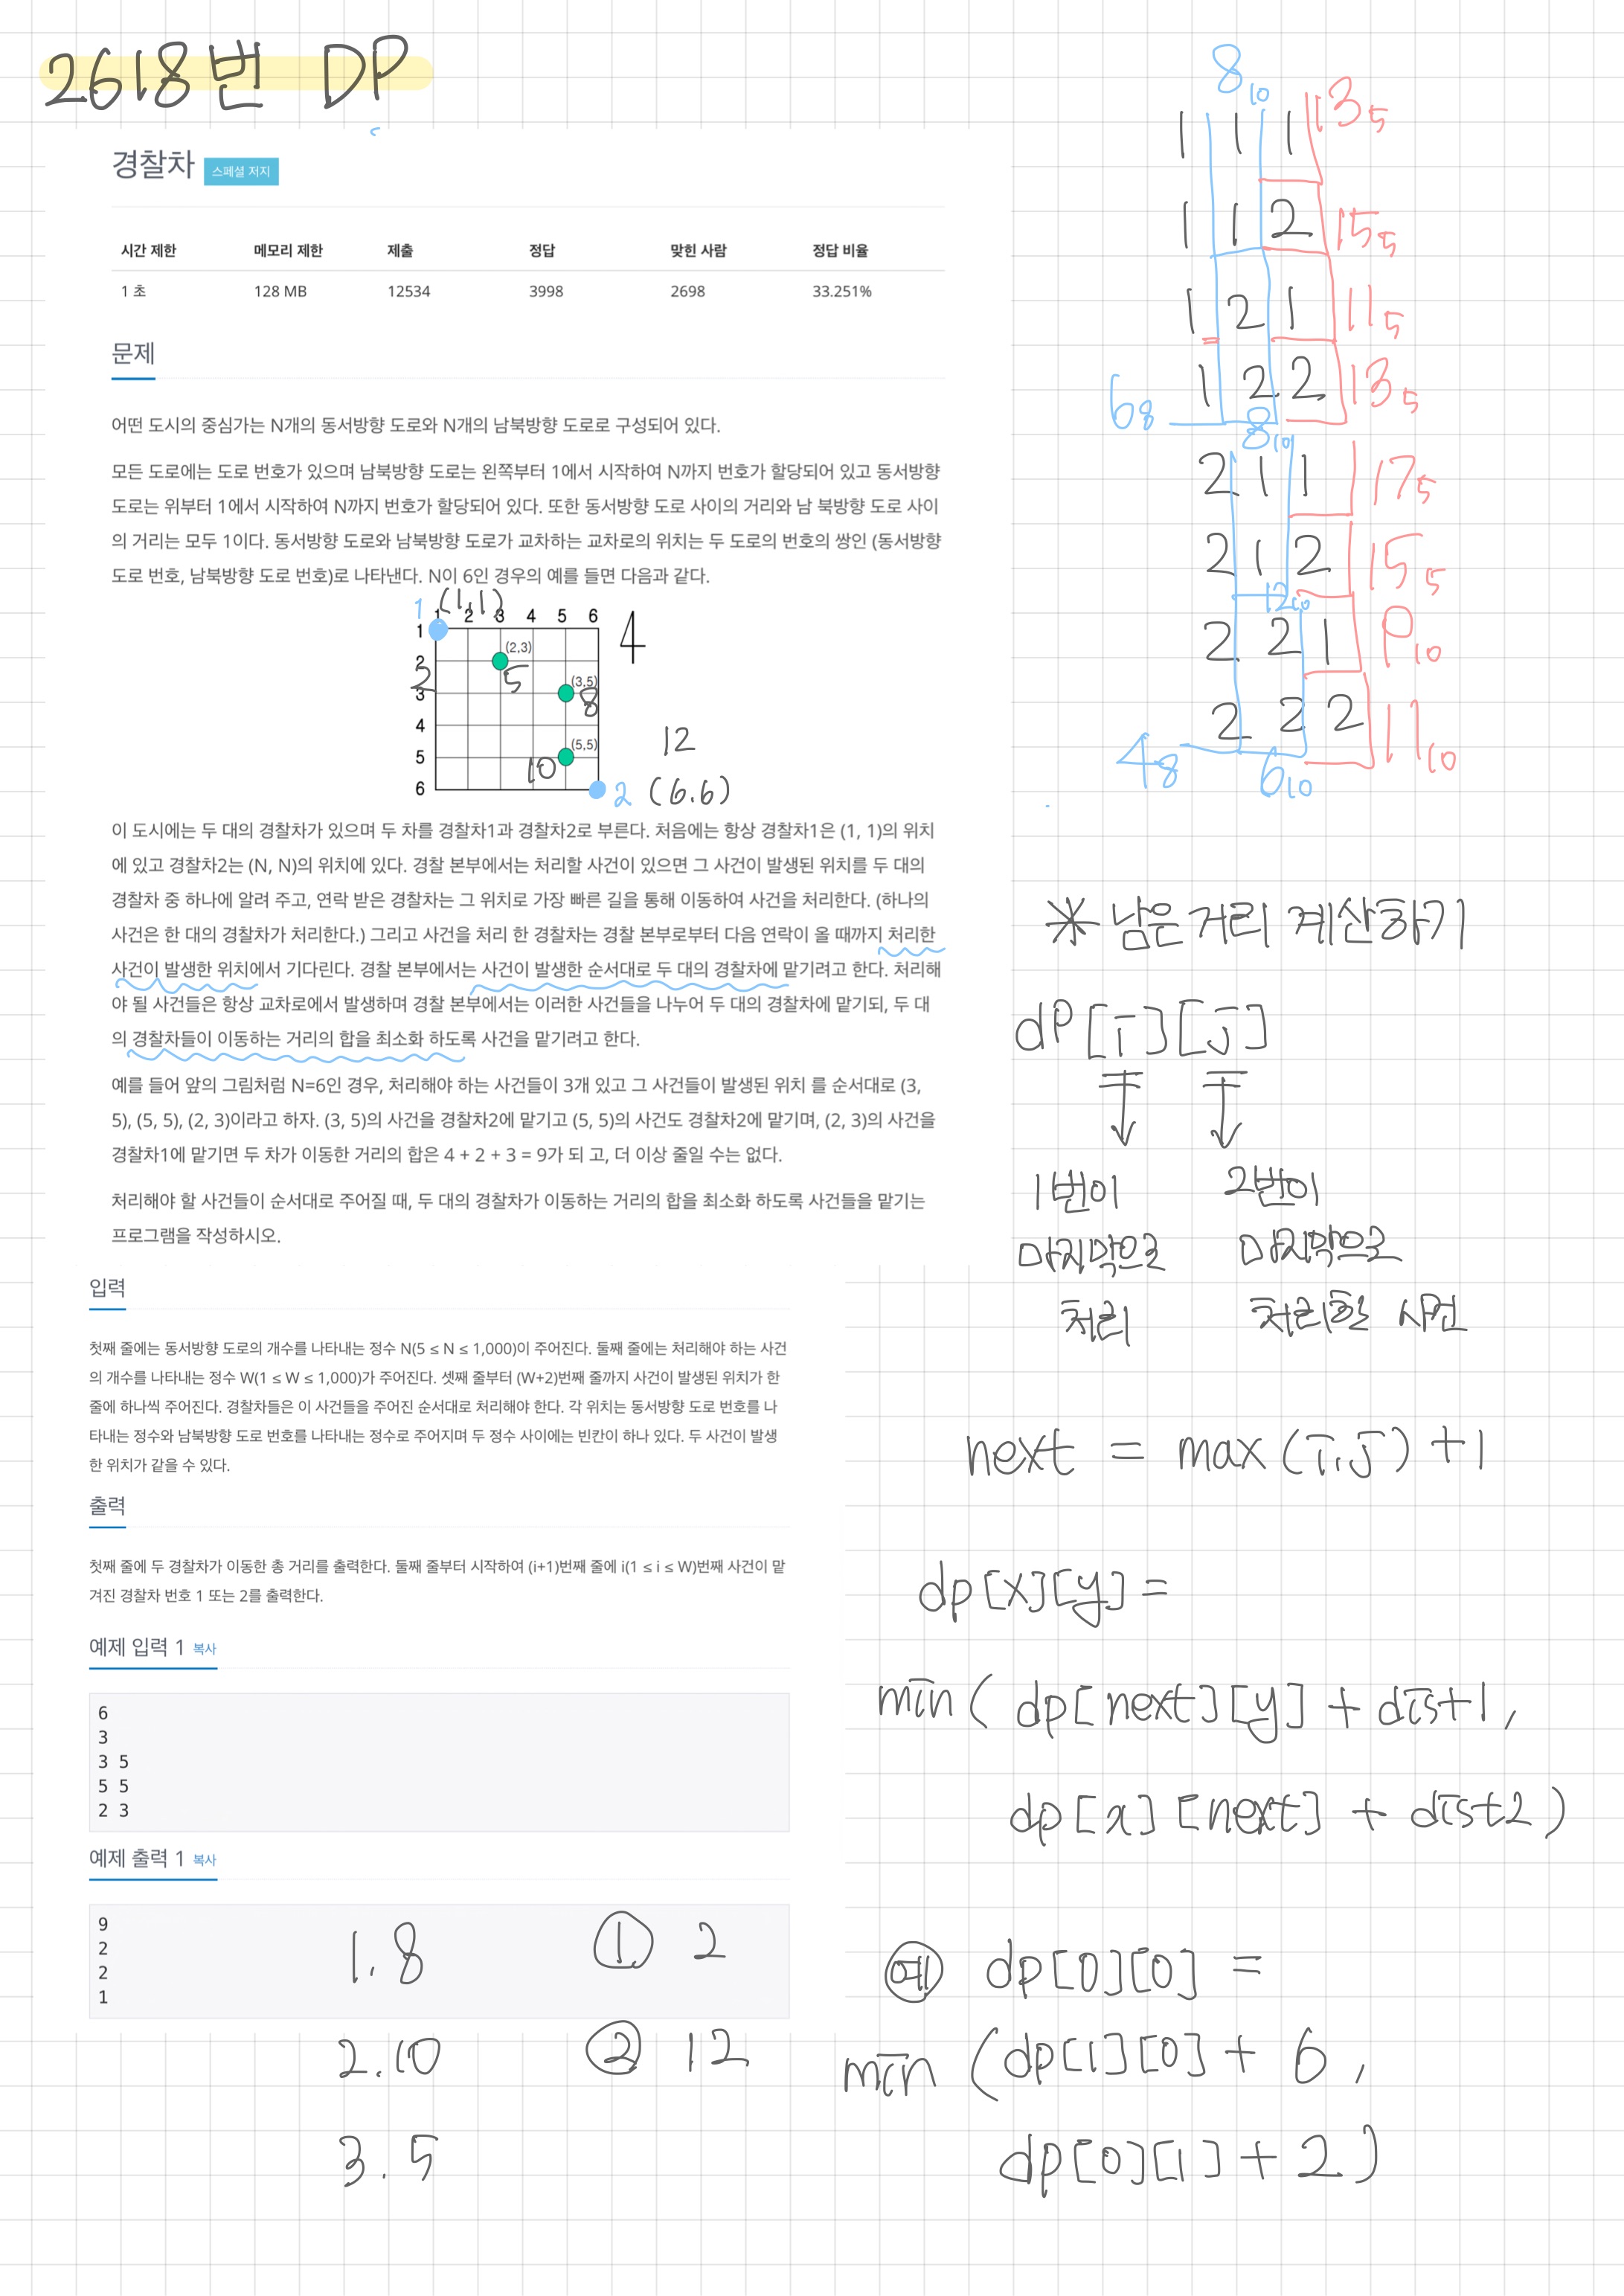 2618번 DP
경찰차 스페셜 저지
시간 제한 메모리 제한 제출 정답 맞힌 사람 정답 비율
1 초 128 MB 12534 3998 2698 33.251%
문제
어떤 도시의 중심가는 N개의 동서방향 도로와 N개의 남북방향 도로로 구성되어 있다.
모든 도로에는 도로 번호가 있으며 남북방향 도로는 왼쪽부터 1에서 시작하여 N까지 번호가 할당되어 있고 동서방향
도로는 위부터 1에서 시작하여 N까지 번호가 할당되어 있다. 또한 동서방향 도로 사이의 거리와 남 북방향 도로 사이
의 거리는 모두 1이다. 동서방향 도로와 남북방향 도로가 교차하는 교차로의 위치는 두 도로의 번호의 쌍인 (동서방향
도로 번호, 남북방향 도로 번호)로 나타낸다. N이 6인 경우의 예를 들면 다음과 같다.
1 (1,1)
1 2 3 4 5 6
1
4
2 (2,3)
2 5
3 (3,5)
8
4
12
5 (5,5)
10
6
2 (6.6)
이 도시에는 두 대의 경찰차가 있으며 두 차를 경찰차1과 경찰차2로 부른다. 처음에는 항상 경찰차1은 (1, 1)의 위치
에 있고 경찰차2는 (N, N)의 위치에 있다. 경찰 본부에서는 처리할 사건이 있으면 그 사건이 발생된 위치를 두 대의
경찰차 중 하나에 알려 주고, 연락 받은 경찰차는 그 위치로 가장 빠른 길을 통해 이동하여 사건을 처리한다. (하나의
사건은 한 대의 경찰차가 처리한다.) 그리고 사건을 처리 한 경찰차는 경찰 본부로부터 다음 연락이 올 때까지 처리한
사건이 발생한 위치에서 기다린다. 경찰 본부에서는 사건이 발생한 순서대로 두 대의 경찰차에 맡기려고 한다. 처리해
야 될 사건들은 항상 교차로에서 발생하며 경찰 본부에서는 이러한 사건들을 나누어 두 대의 경찰차에 맡기되, 두 대
의 경찰차들이 이동하는 거리의 합을 최소화 하도록 사건을 맡기려고 한다.
예를 들어 앞의 그림처럼 N=6인 경우, 처리해야 하는 사건들이 3개 있고 그 사건들이 발생된 위치 를 순서대로 (3,
5), (5, 5), (2, 3)이라고 하자. (3, 5)의 사건을 경찰차2에 맡기고 (5, 5)의 사건도 경찰차2에 맡기며, (2, 3)의 사건을
경찰차1에 맡기면 두 차가 이동한 거리의 합은 4 + 2 + 3 = 9가 되 고, 더 이상 줄일 수는 없다.
처리해야 할 사건들이 순서대로 주어질 때, 두 대의 경찰차가 이동하는 거리의 합을 최소화 하도록 사건들을 맡기는
프로그램을 작성하시오.
입력
첫째 줄에는 동서방향 도로의 개수를 나타내는 정수 N(5 ≤ N ≤ 1,000)이 주어진다. 둘째 줄에는 처리해야 하는 사건
의 개수를 나타내는 정수 W(1 ≤ W ≤ 1,000)가 주어진다. 셋째 줄부터 (W+2)번째 줄까지 사건이 발생된 위치가 한
줄에 하나씩 주어진다. 경찰차들은 이 사건들을 주어진 순서대로 처리해야 한다. 각 위치는 동서방향 도로 번호를 나
타내는 정수와 남북방향 도로 번호를 나타내는 정수로 주어지며 두 정수 사이에는 빈칸이 하나 있다. 두 사건이 발생
한 위치가 같을 수 있다.
출력
첫째 줄에 두 경찰차가 이동한 총 거리를 출력한다. 둘째 줄부터 시작하여 (i+1)번째 줄에 i(1 ≤ i ≤ W)번째 사건이 맡
겨진 경찰차 번호 1 또는 2를 출력한다.
예제 입력 1 복사
6
3
3 5
5 5
2 3
예제 출력 1 복사
9
2
2
1
1. 8 ① 2
2. 10 ② 12
3. 5
8 10
1 1 1 13 5
1 1 2 15 5
1 2 1 11 5
6 8 1 2 2 13 5
8 10
2 1 1 17 5
2 1 2 15 5
12 10
2 2 1 9 10
2 2 2 11 10
4 8 6 10
* 남은 거리 계산하기
dP[i][j]
1번이 2번이
마지막으로 마지막으로
처리 처리한 사건
next = max(i,j)+1
dp[x][y]=
min( dp[next][y] + dist1,
dp[x][next] + dist2)
예 dp[0][0] =
min (dp[1][0] + 6,
dp[0][1] + 2)